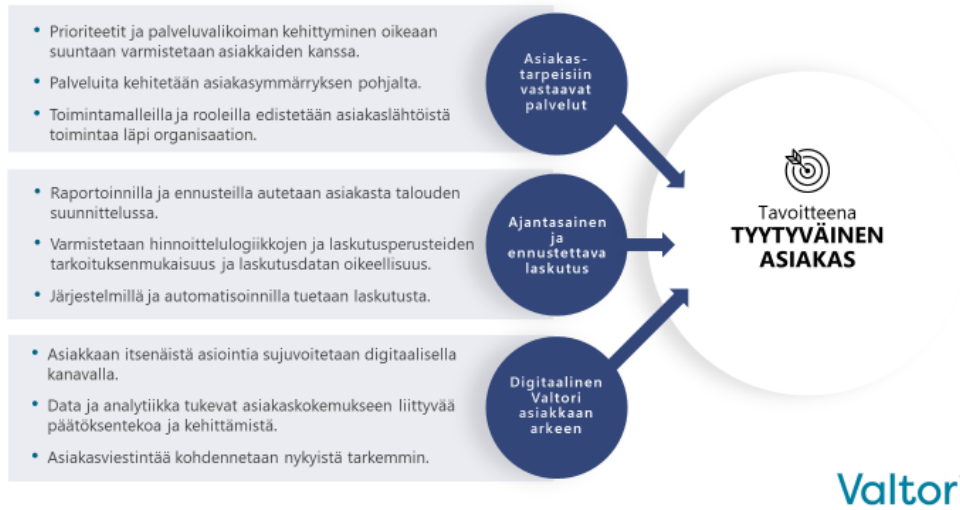 • Prioriteetit ja palveluvalikoiman kehittyminen oikeaan
suuntaan varmistetaan asiakkaiden kanssa.
• Palveluita kehitetään asiakasymmärryksen pohjalta.
• Toimintamalleilla ja rooleilla edistetään asiakaslähtöistä
toimintaa läpi organisaation.
Asiakas-
tarpeisiin
vastaavat
palvelut
• Raportoinnilla ja ennusteilla autetaan asiakasta talouden
suunnittelussa.
• Varmistetaan hinnoittelulogiikkojen ja laskutusperusteiden
tarkoituksenmukaisuus ja laskutusdatan oikeellisuus.
• Järjestelmillä ja automatisoinnilla tuetaan laskutusta.
Ajantasainen
ja
ennustettava
laskutus
• Asiakkaan itsenäistä asiointia sujuvoitetaan digitaalisella
kanavalla.
• Data ja analytiikka tukevat asiakaskokemukseen liittyvää
päätöksentekoa ja kehittämistä.
• Asiakasviestintää kohdennetaan nykyistä tarkemmin.
Digitaalinen
Valtori
asiakkaan
arkeen
Tavoitteena
TYYTYVÄINEN
ASIAKAS
Valtori